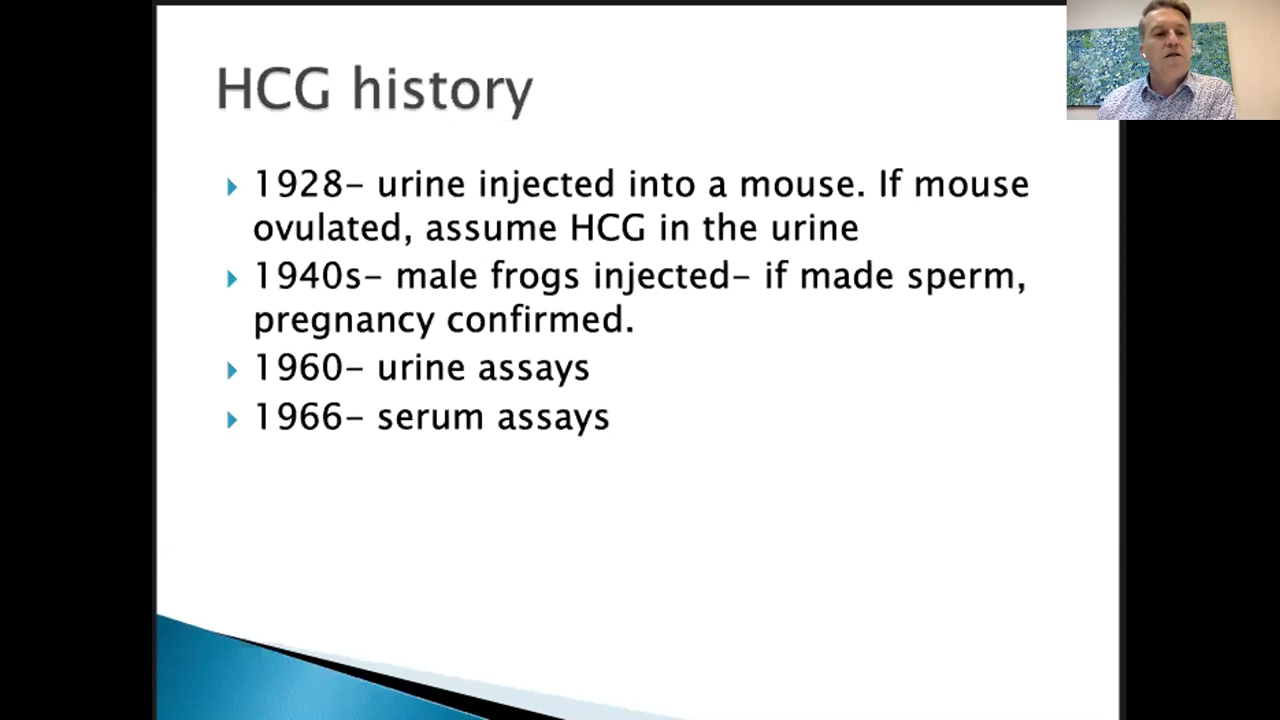 HCG history
1928- urine injected into a mouse. If mouse
ovulated, assume HCG in the urine
1940s- male frogs injected- if made sperm,
pregnancy confirmed.
1960- urine assays
1966- serum assays